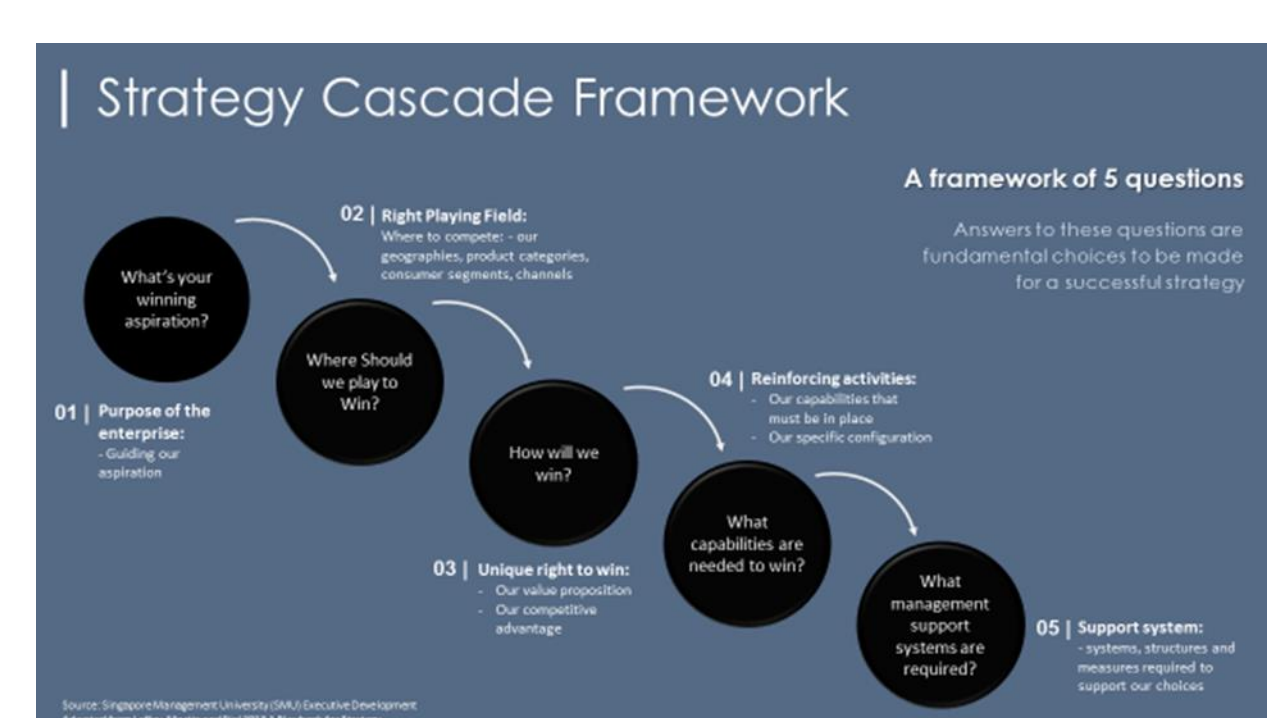 Strategy Cascade Framework
A framework of 5 questions
Answers to these questions are
fundamental choices to be made
for a successful strategy
What's your
winning
aspiration?
01 | Purpose of the
enterprise:
- Guiding our
aspiration
02 | Right Playing Field:
Where to compete: - our
geographies, product categories,
consumer segments, channels
Where Should
we play to
Win?
How will we
win?
03 | Unique right to win:
- Our value proposition
- Our competitive
advantage
04 | Reinforcing activities:
- Our capabilities that
must be in place
- Our specific configuration
What
capabilities are
needed to win?
What
management
support
systems are
required?
05 | Support system:
- systems, structures and
measures required to
support our choices
Source: Singapore Management University (SMU) Executive Development